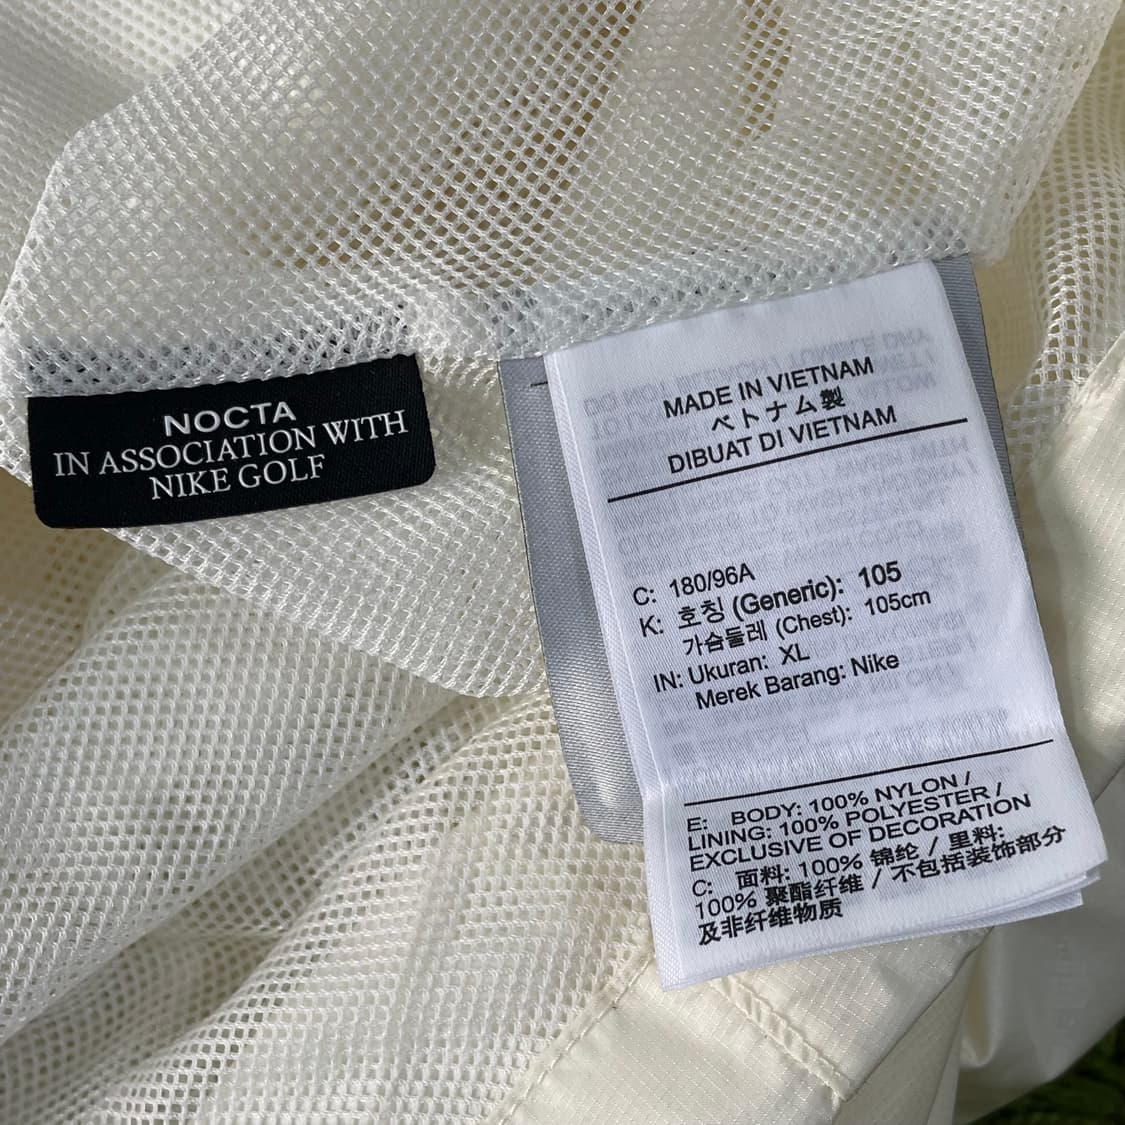 NOCTA
IN ASSOCIATION WITH
NIKE GOLF
MADE IN VIETNAM
ベトナム製
DIBUAT DI VIETNAM
C: 180/96A
K: 호칭 (Generic): 105
가슴둘레 (Chest): 105cm
IN: Ukuran: XL
Merek Barang: Nike
E: BODY: 100% NYLON /
LINING: 100% POLYESTER /
EXCLUSIVE OF DECORATION
C: 面料: 100% 锦纶 / 里料:
100% 聚酯纤维 / 不包括装饰部分
及非纤维物质